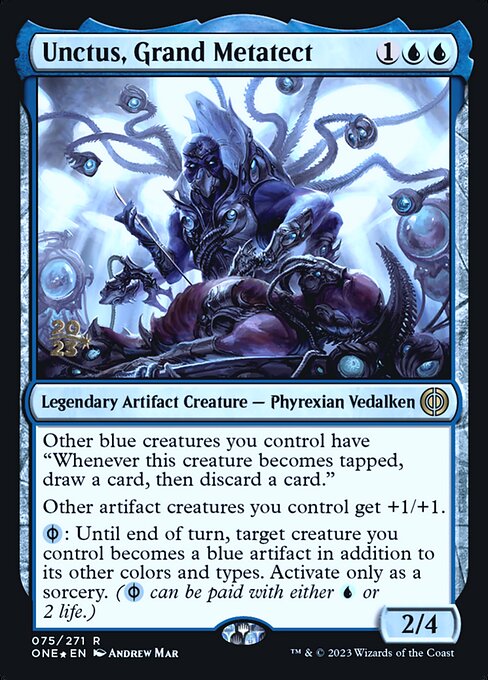 Unctus, Grand Metatect 1
20
23
Legendary Artifact Creature — Phyrexian Vedalken
Other blue creatures you control have
“Whenever this creature becomes tapped,
draw a card, then discard a card.”
Other artifact creatures you control get +1/+1.
: Until end of turn, target creature you
control becomes a blue artifact in addition to
its other colors and types. Activate only as a
sorcery. ( can be paid with either or
2 life.)
2/4
075/271 R
ONE★EN Andrew Mar
™ & © 2023 Wizards of the Coast